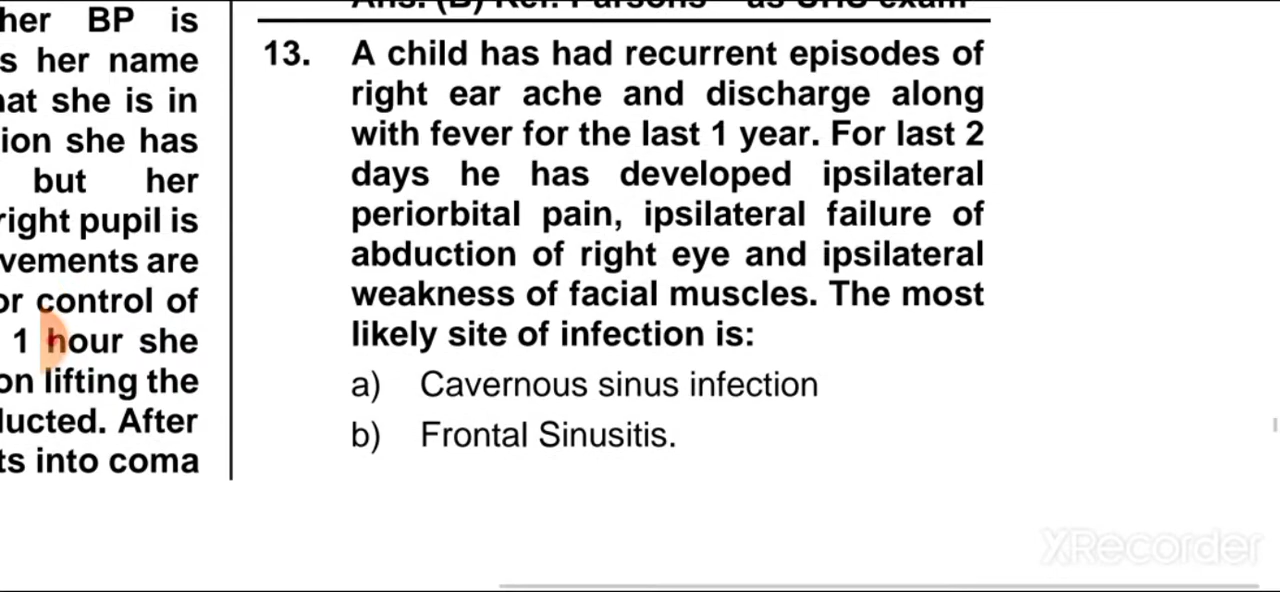 her BP is
s her name
at she is in
ion she has
but her
right pupil is
vements are
or control of
1 hour she
on lifting the
ucted. After
ts into coma
13. A child has had recurrent episodes of
right ear ache and discharge along
with fever for the last 1 year. For last 2
days he has developed ipsilateral
periorbital pain, ipsilateral failure of
abduction of right eye and ipsilateral
weakness of facial muscles. The most
likely site of infection is:
a) Cavernous sinus infection
b) Frontal Sinusitis.
XRecorder